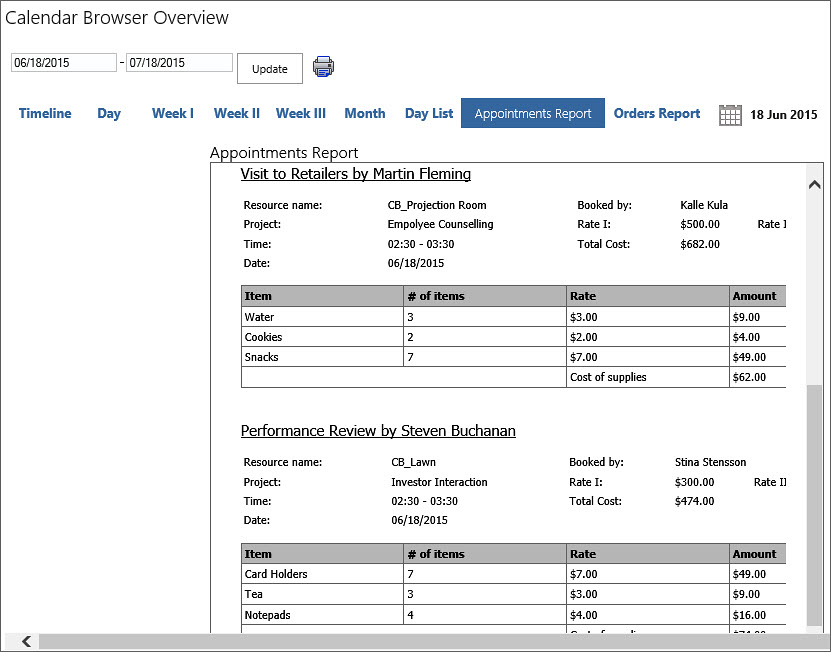 Calendar Browser Overview
06/18/2015 - 07/18/2015 Update
Timeline Day Week I Week II Week III Month Day List Appointments Report Orders Report 18 Jun 2015
Appointments Report
Visit to Retailers by Martin Fleming
Resource name: CB_Projection Room Booked by: Kalle Kula
Project: Empolyee Counselling Rate I: $500.00 Rate I
Time: 02:30 - 03:30 Total Cost: $682.00
Date: 06/18/2015
Item # of items Rate Amount
Water 3 $3.00 $9.00
Cookies 2 $2.00 $4.00
Snacks 7 $7.00 $49.00
Cost of supplies $62.00
Performance Review by Steven Buchanan
Resource name: CB_Lawn Booked by: Stina Stensson
Project: Investor Interaction Rate I: $300.00 Rate II
Time: 02:30 - 03:30 Total Cost: $474.00
Date: 06/18/2015
Item # of items Rate Amount
Card Holders 7 $7.00 $49.00
Tea 3 $3.00 $9.00
Notepads 4 $4.00 $16.00